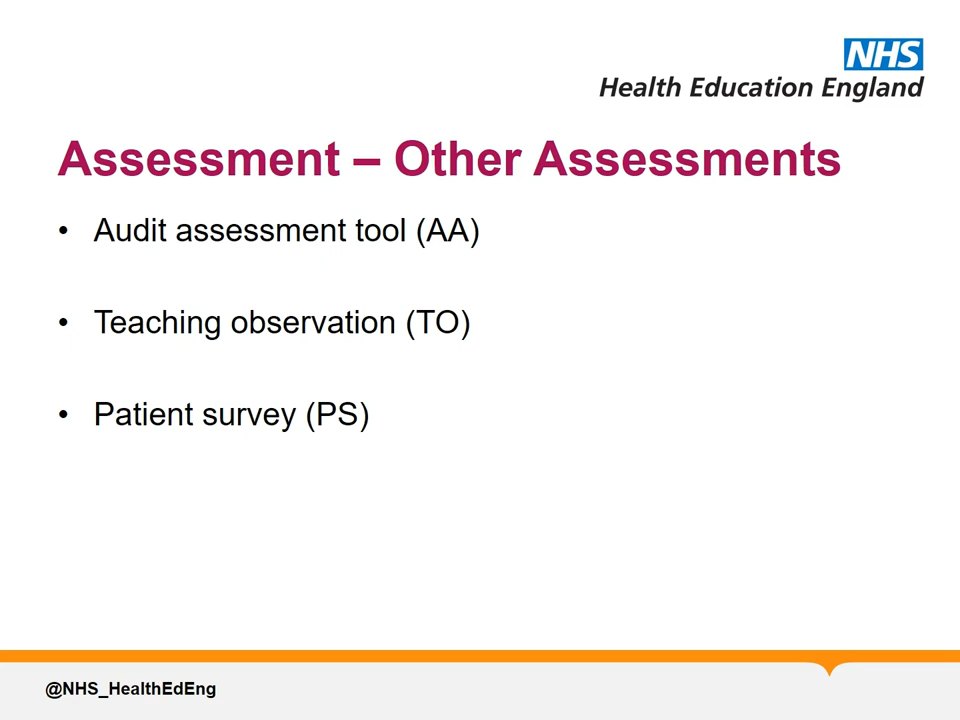 NHS
Health Education England
Assessment – Other Assessments
• Audit assessment tool (AA)
• Teaching observation (TO)
• Patient survey (PS)
@NHS_HealthEdEng